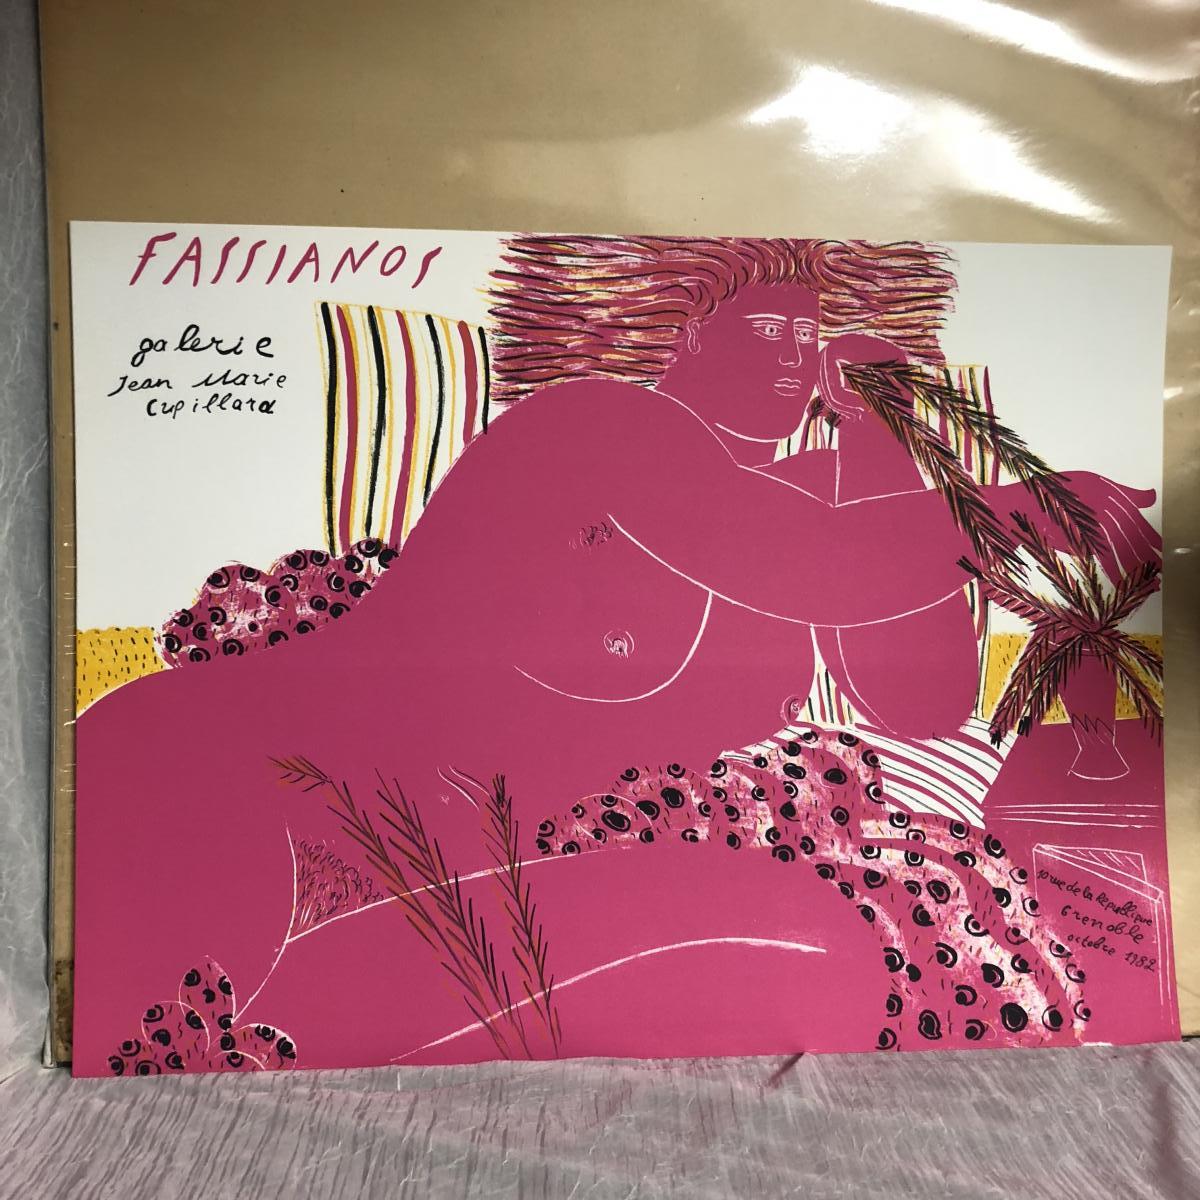 FASSIANOS
galerie
Jean Marie
Cupillard
10 rue de la République
Grenoble
octobre 1982